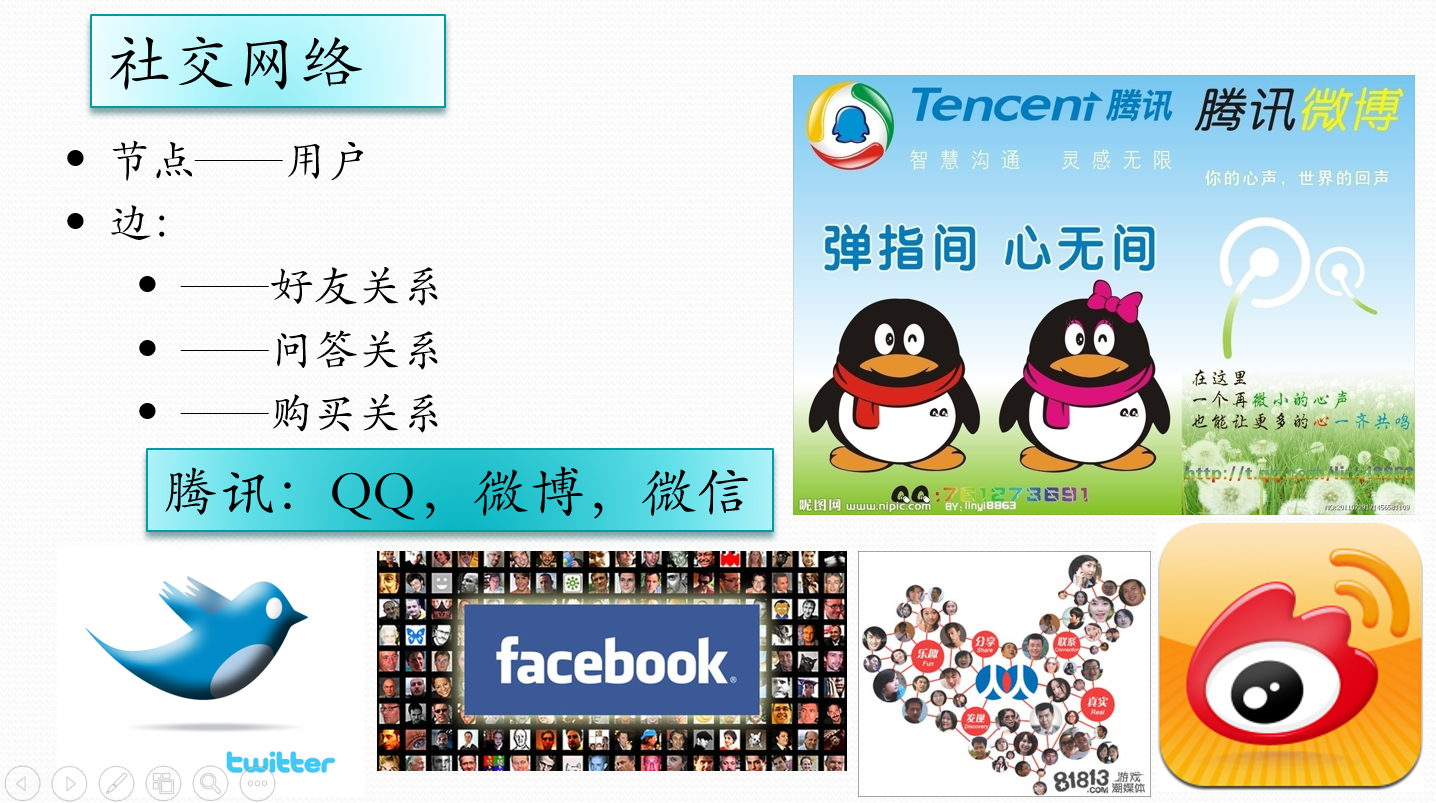 社交网络
• 节点——用户
• 边：
• ——好友关系
• ——问答关系
• ——购买关系
腾讯：QQ，微博，微信
Tencent 腾讯
智慧沟通 灵感无限
弹指间 心无间
腾讯微博
你的心声，世界的回声
在这里
一个再微小的心声
也能让更多的心一齐共鸣
昵图网 www.nipic.com
BY: linyi8863
twitter
facebook
乐趣
Fun
分享
Share
联系
Connection
发现
Discovery
真实
Real
81813
.COM
游戏
潮媒体